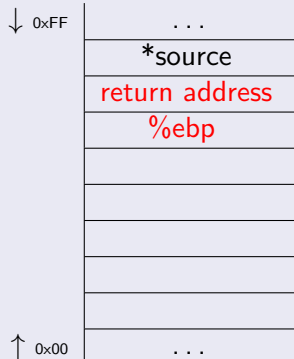 ↓ 0xFF ...
*source
return address
%ebp
↑ 0x00 ...